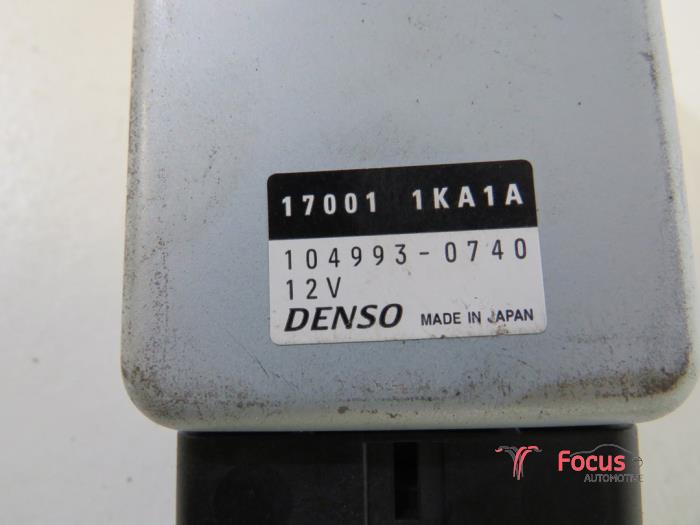 17001 1KA1A
104993-0740
12V
DENSO MADE IN JAPAN
Focus
AUTOMOTIVE